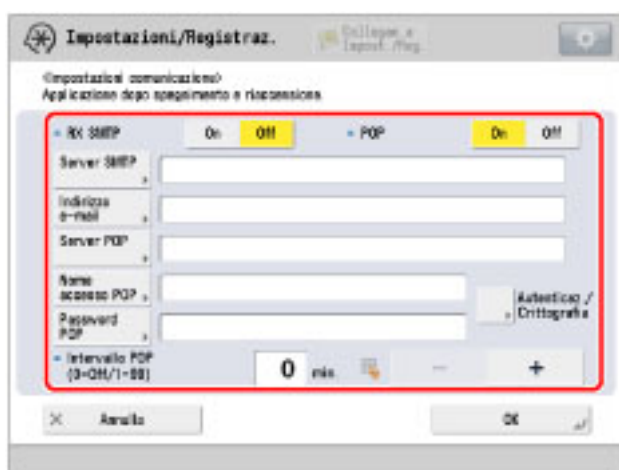 Impostazioni/Registraz.
Collegam. a
Impost./Reg.
<Impostazioni comunicazione>
Applicazione dopo spegnimento e riaccensione.
RX SMTP On Off POP On Off
Server SMTP
Indirizzo
e-mail
Server POP
Nome
accesso POP
Password
POP
Autenticaz./
Crittografia
Intervallo POP
(0=Off/1-99) 0 min. − +
× Annulla OK